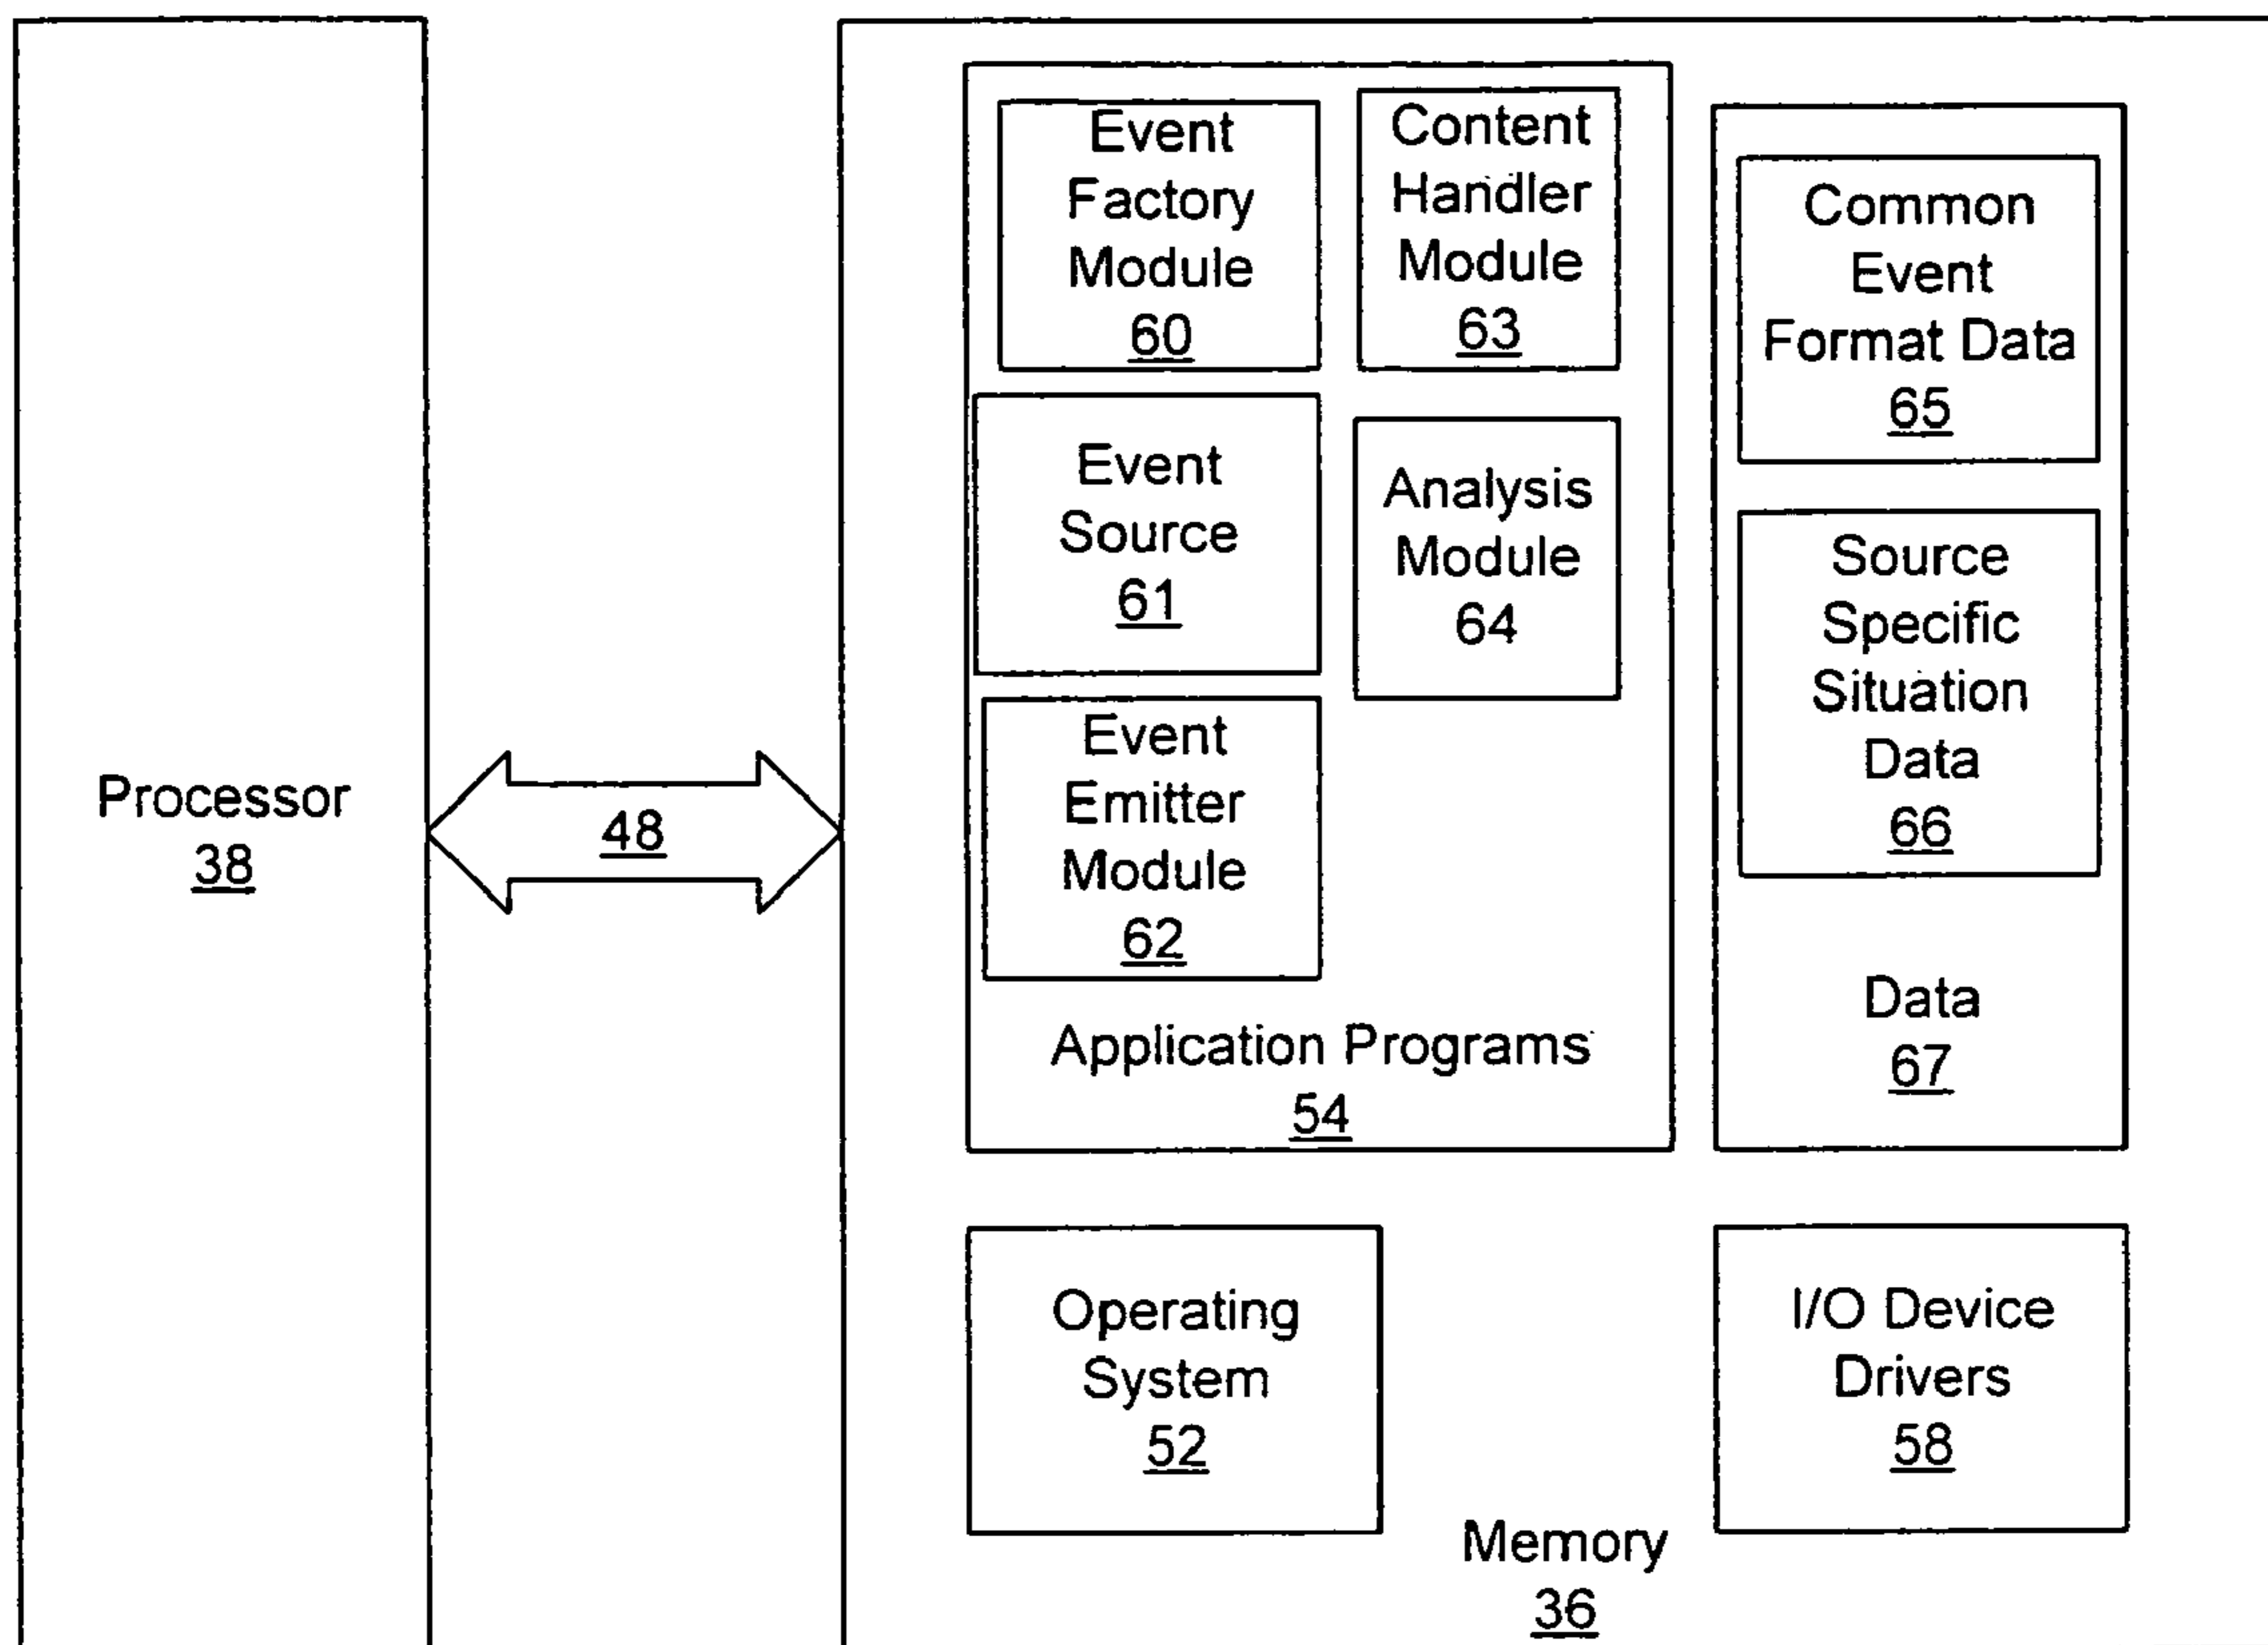 Processor
38
48
Event
Factory
Module
60
Content
Handler
Module
63
Event
Source
61
Analysis
Module
64
Event
Emitter
Module
62
Application Programs
54
Common
Event
Format Data
65
Source
Specific
Situation
Data
66
Data
67
Operating
System
52
I/O Device
Drivers
58
Memory
36